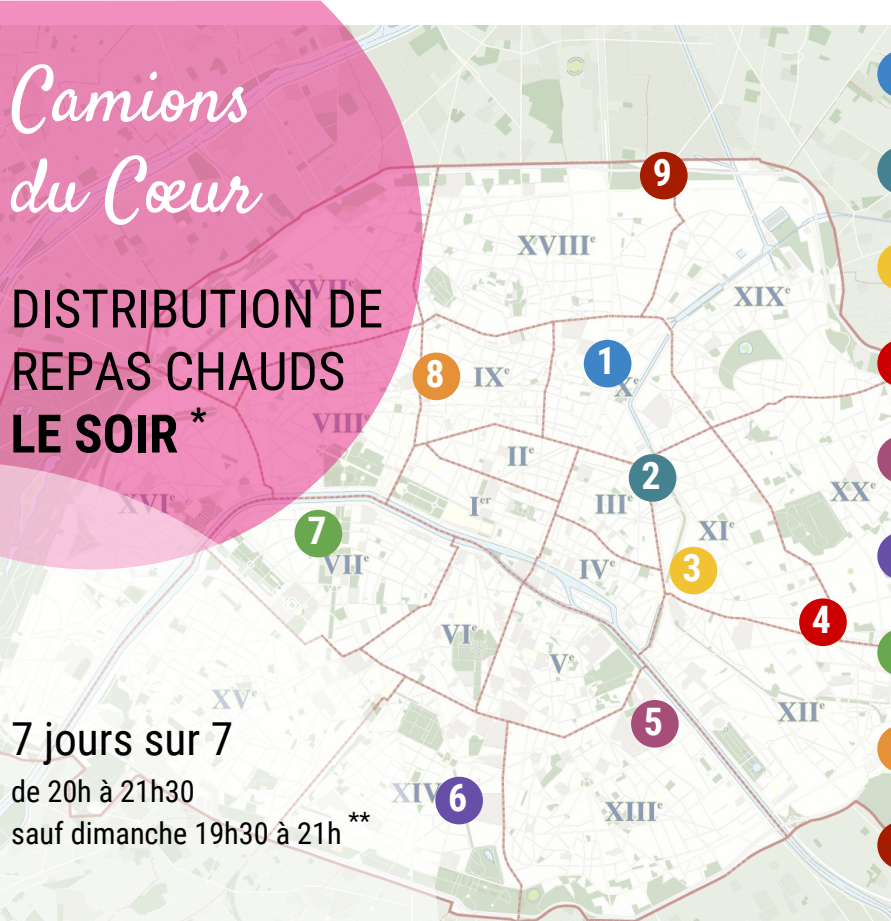 Camions
du Cœur
DISTRIBUTION DE
REPAS CHAUDS
LE SOIR *
7 jours sur 7
de 20h à 21h30
sauf dimanche 19h30 à 21h **
9
XVIIIe
XVIIe
XIXe
1
8
IXe
Xe
VIIIe
IIe
2
XVIe
Ier
IIIe
XXe
7
XIe
VIIe
IVe
3
4
VIe
Ve
XVe
5
XIIe
XIV
6
XIIIe